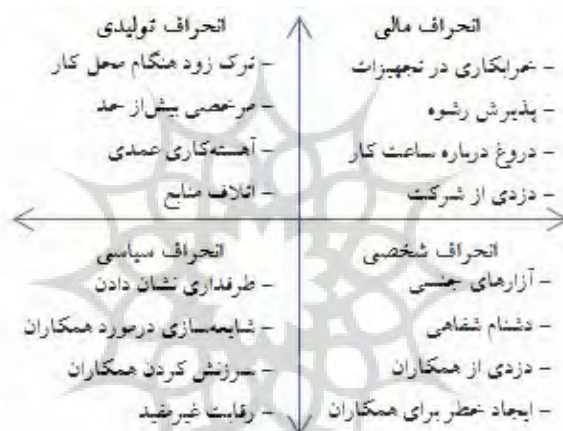 انحراف مالی
- خرابکاری در تجهیزات
- پذیرش رشوه
- دروغ درباره ساعت کار
- دزدی از شرکت
انحراف تولیدی
- ترک زود هنگام محل کار
- مرخصی بیش‌از حد
- آهسته‌کاری عمدی
- اتلاف منابع
انحراف شخصی
- آزارهای جنسی
- دشنام شفاهی
- دزدی از همکاران
- ایجاد خطر برای همکاران
انحراف سیاسی
- طرفداری نشان دادن
- شایعه‌سازی درمورد همکاران
- سرزنش کردن همکاران
- رقابت غیرمفید